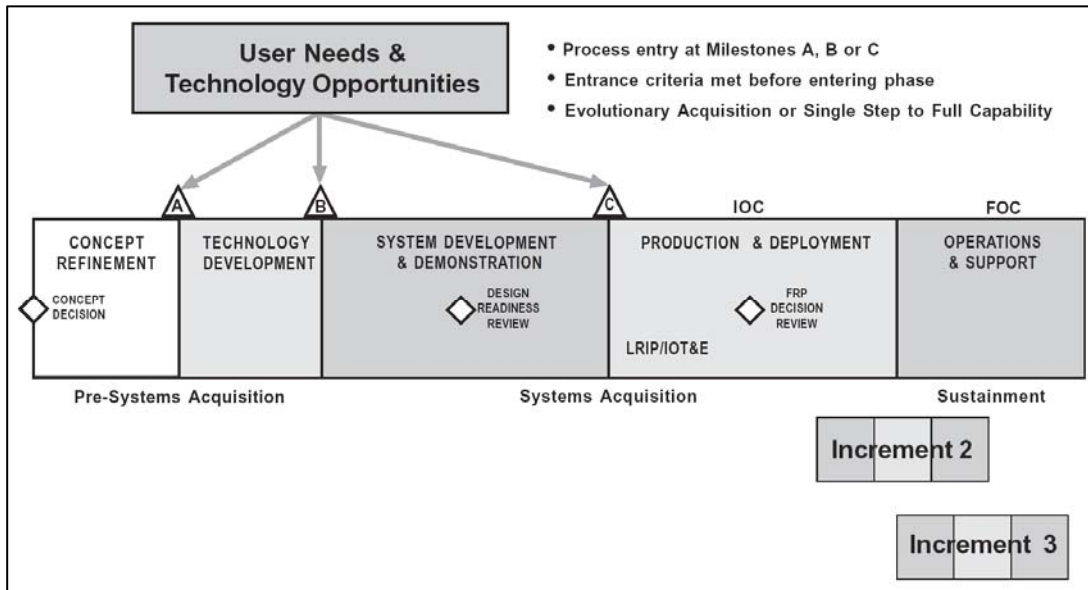 User Needs &
Technology Opportunities
• Process entry at Milestones A, B or C
• Entrance criteria met before entering phase
• Evolutionary Acquisition or Single Step to Full Capability
A
B
C
IOC
FOC
CONCEPT
REFINEMENT
TECHNOLOGY
DEVELOPMENT
SYSTEM DEVELOPMENT
& DEMONSTRATION
PRODUCTION & DEPLOYMENT
OPERATIONS
& SUPPORT
CONCEPT
DECISION
DESIGN
READINESS
REVIEW
FRP
DECISION
REVIEW
LRIP/IOT&E
Pre-Systems Acquisition
Systems Acquisition
Sustainment
Increment 2
Increment 3